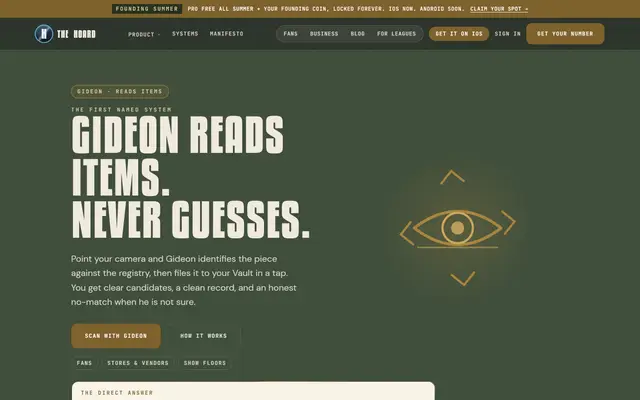 FOUNDING SUMMER PRO FREE ALL SUMMER + YOUR FOUNDING COIN, LOCKED FOREVER. IOS NOW. ANDROID SOON. CLAIM YOUR SPOT →
THE HOARD PRODUCT SYSTEMS MANIFESTO FANS BUSINESS BLOG FOR LEAGUES GET IT ON IOS SIGN IN GET YOUR NUMBER
GIDEON · READS ITEMS
THE FIRST NAMED SYSTEM
GIDEON READS
ITEMS.
NEVER GUESSES.
Point your camera and Gideon identifies the piece
against the registry, then files it to your Vault in a tap.
You get clear candidates, a clean record, and an honest
no-match when he is not sure.
SCAN WITH GIDEON HOW IT WORKS
FANS STORES & VENDORS SHOW FLOORS
THE DIRECT ANSWER